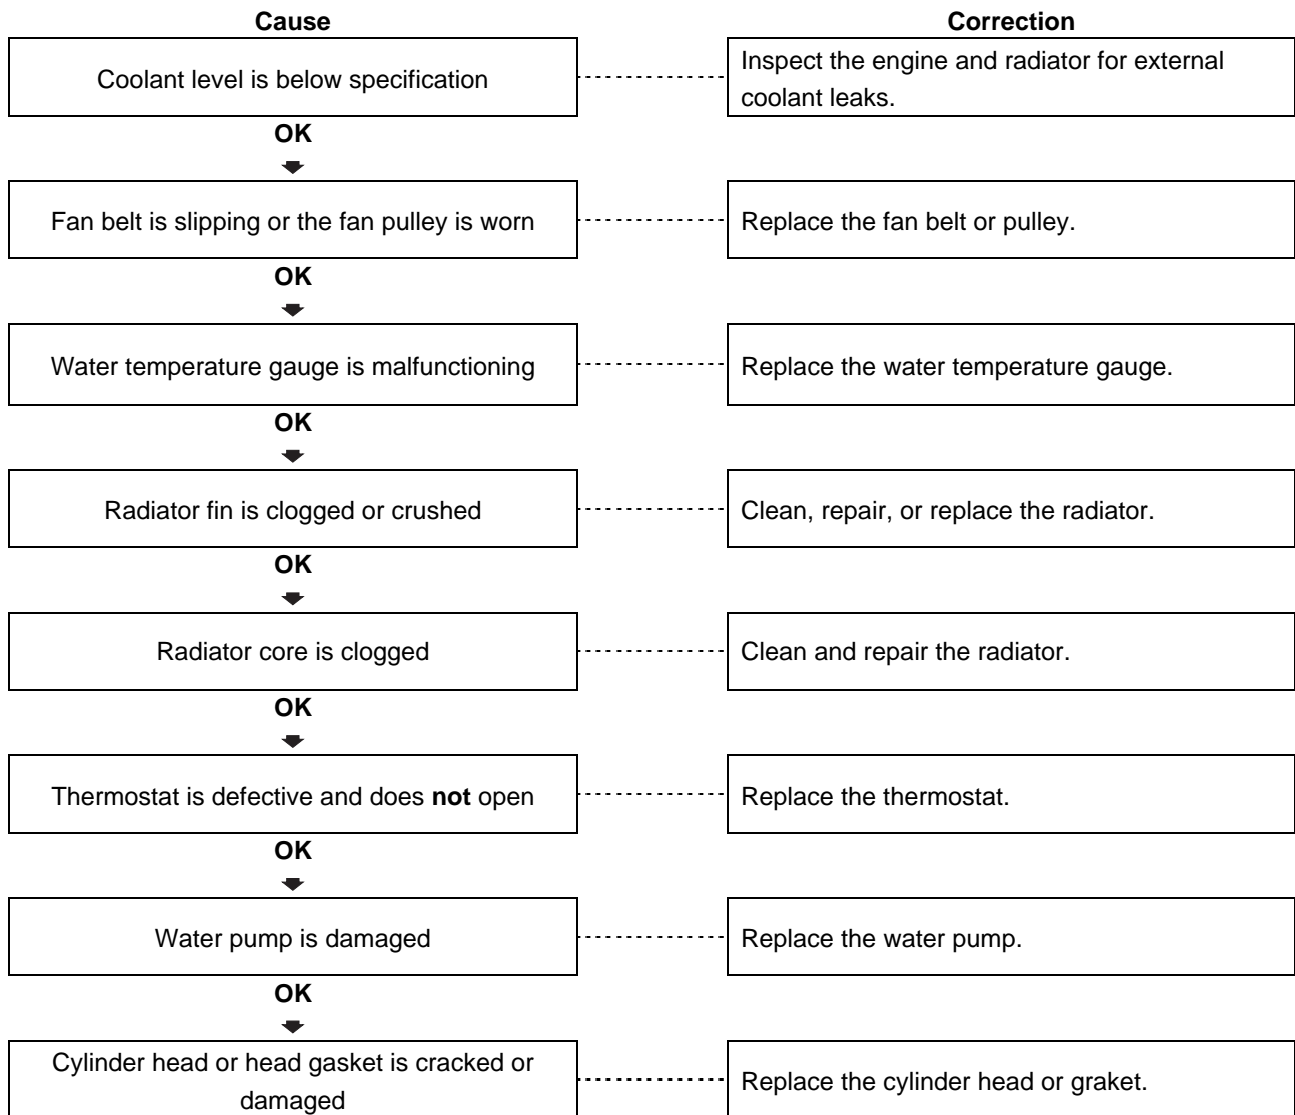 Cause
Correction
Coolant level is below specification
Inspect the engine and radiator for external
coolant leaks.
OK
Fan belt is slipping or the fan pulley is worn
Replace the fan belt or pulley.
OK
Water temperature gauge is malfunctioning
Replace the water temperature gauge.
OK
Radiator fin is clogged or crushed
Clean, repair, or replace the radiator.
OK
Radiator core is clogged
Clean and repair the radiator.
OK
Thermostat is defective and does not open
Replace the thermostat.
OK
Water pump is damaged
Replace the water pump.
OK
Cylinder head or head gasket is cracked or
damaged
Replace the cylinder head or graket.